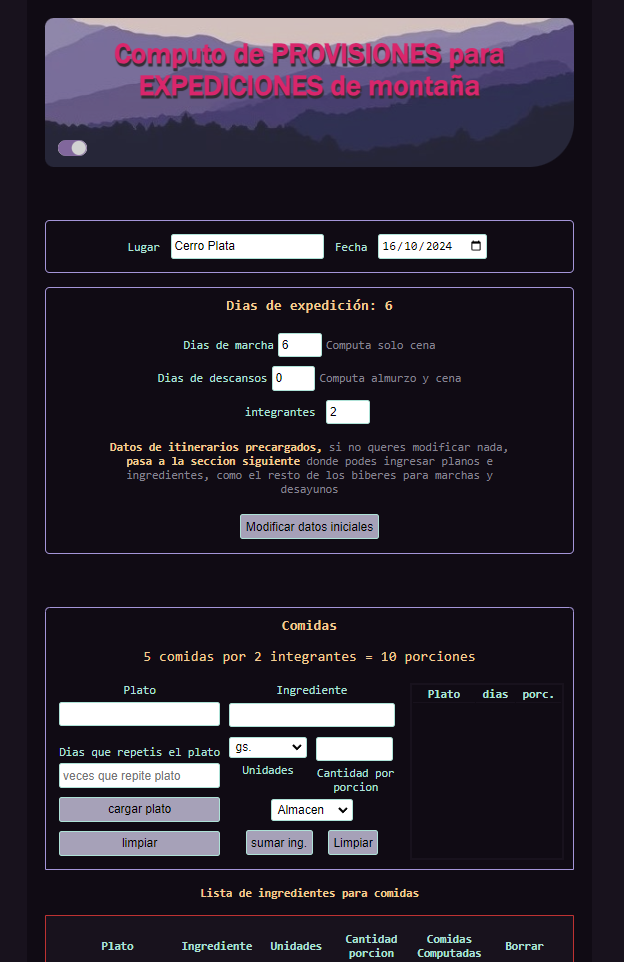 Computo de PROVISIONES para
EXPEDICIONES de montaña
Lugar Cerro Plata Fecha 16/10/2024
Dias de expedición: 6
Dias de marcha 6 Computa solo cena
Dias de descansos 0 Computa almurzo y cena
integrantes 2
Datos de itinerarios precargados, si no queres modificar nada,
pasa a la seccion siguiente donde podes ingresar planos e
ingredientes, como el resto de los biberes para marchas y
desayunos
Modificar datos iniciales
Comidas
5 comidas por 2 integrantes = 10 porciones
Plato
Dias que repetis el plato
veces que repite plato
cargar plato
limpiar
Ingrediente
gs.
Unidades
Cantidad por
porcion
Almacen
sumar ing. Limpiar
Plato dias porc.
Lista de ingredientes para comidas
Plato Ingrediente Unidades Cantidad porcion Comidas Computadas Borrar